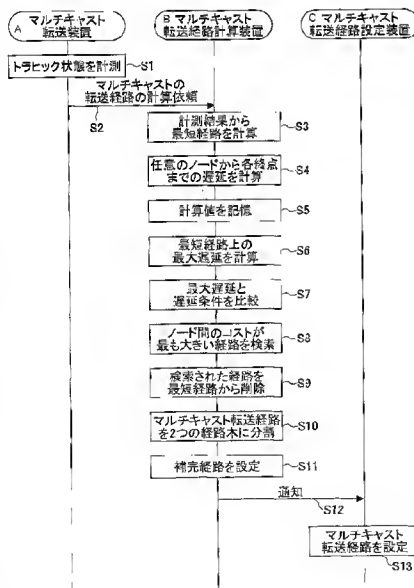 A マルチキャスト
転送装置
B マルチキャスト
転送経路計算装置
C マルチキャスト
転送経路設定装置
トラヒック状態を計測 S1
マルチキャストの
転送経路の計算依頼
S2
計測結果から
最短経路を計算 S3
任意のノードから各終点
までの遅延を計算 S4
計算値を記憶 S5
最短経路上の
最大遅延を計算 S6
最大遅延と
遅延条件を比較 S7
ノード間のコストが
最も大きい経路を検索 S8
検索された経路を
最短経路から削除 S9
マルチキャスト転送経路
を2つの経路木に分割 S10
補完経路を設定 S11
通知
S12
マルチキャスト
転送経路を設定
S13